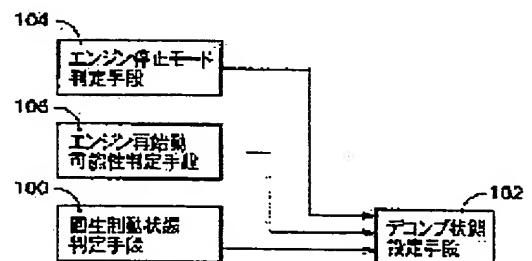 104
エンジン停止モード
判定手段
106
エンジン再始動
可能性判定手段
100
回生制動状態
判定手段
102
デコンプ状態
設定手段